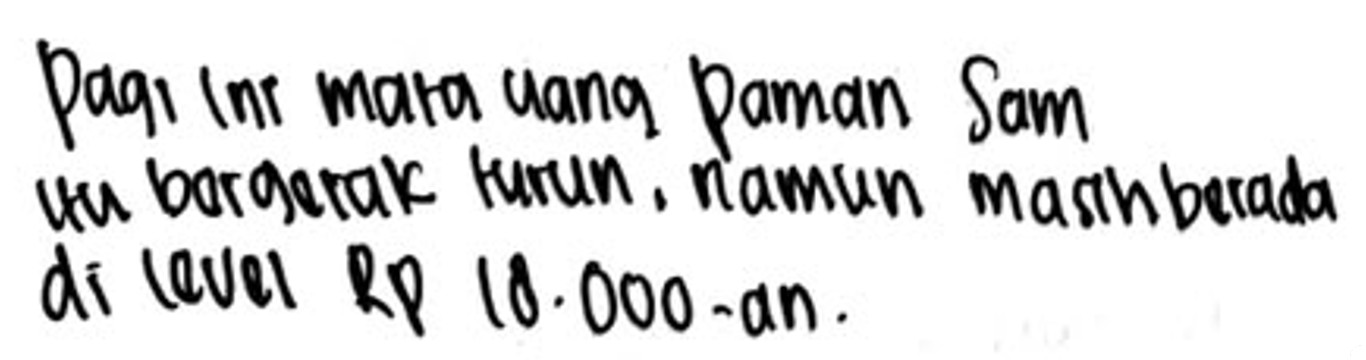 Pagi ini mata uang Paman Sam
itu bergerak turun, namun masih berada
di level Rp 18.000-an.